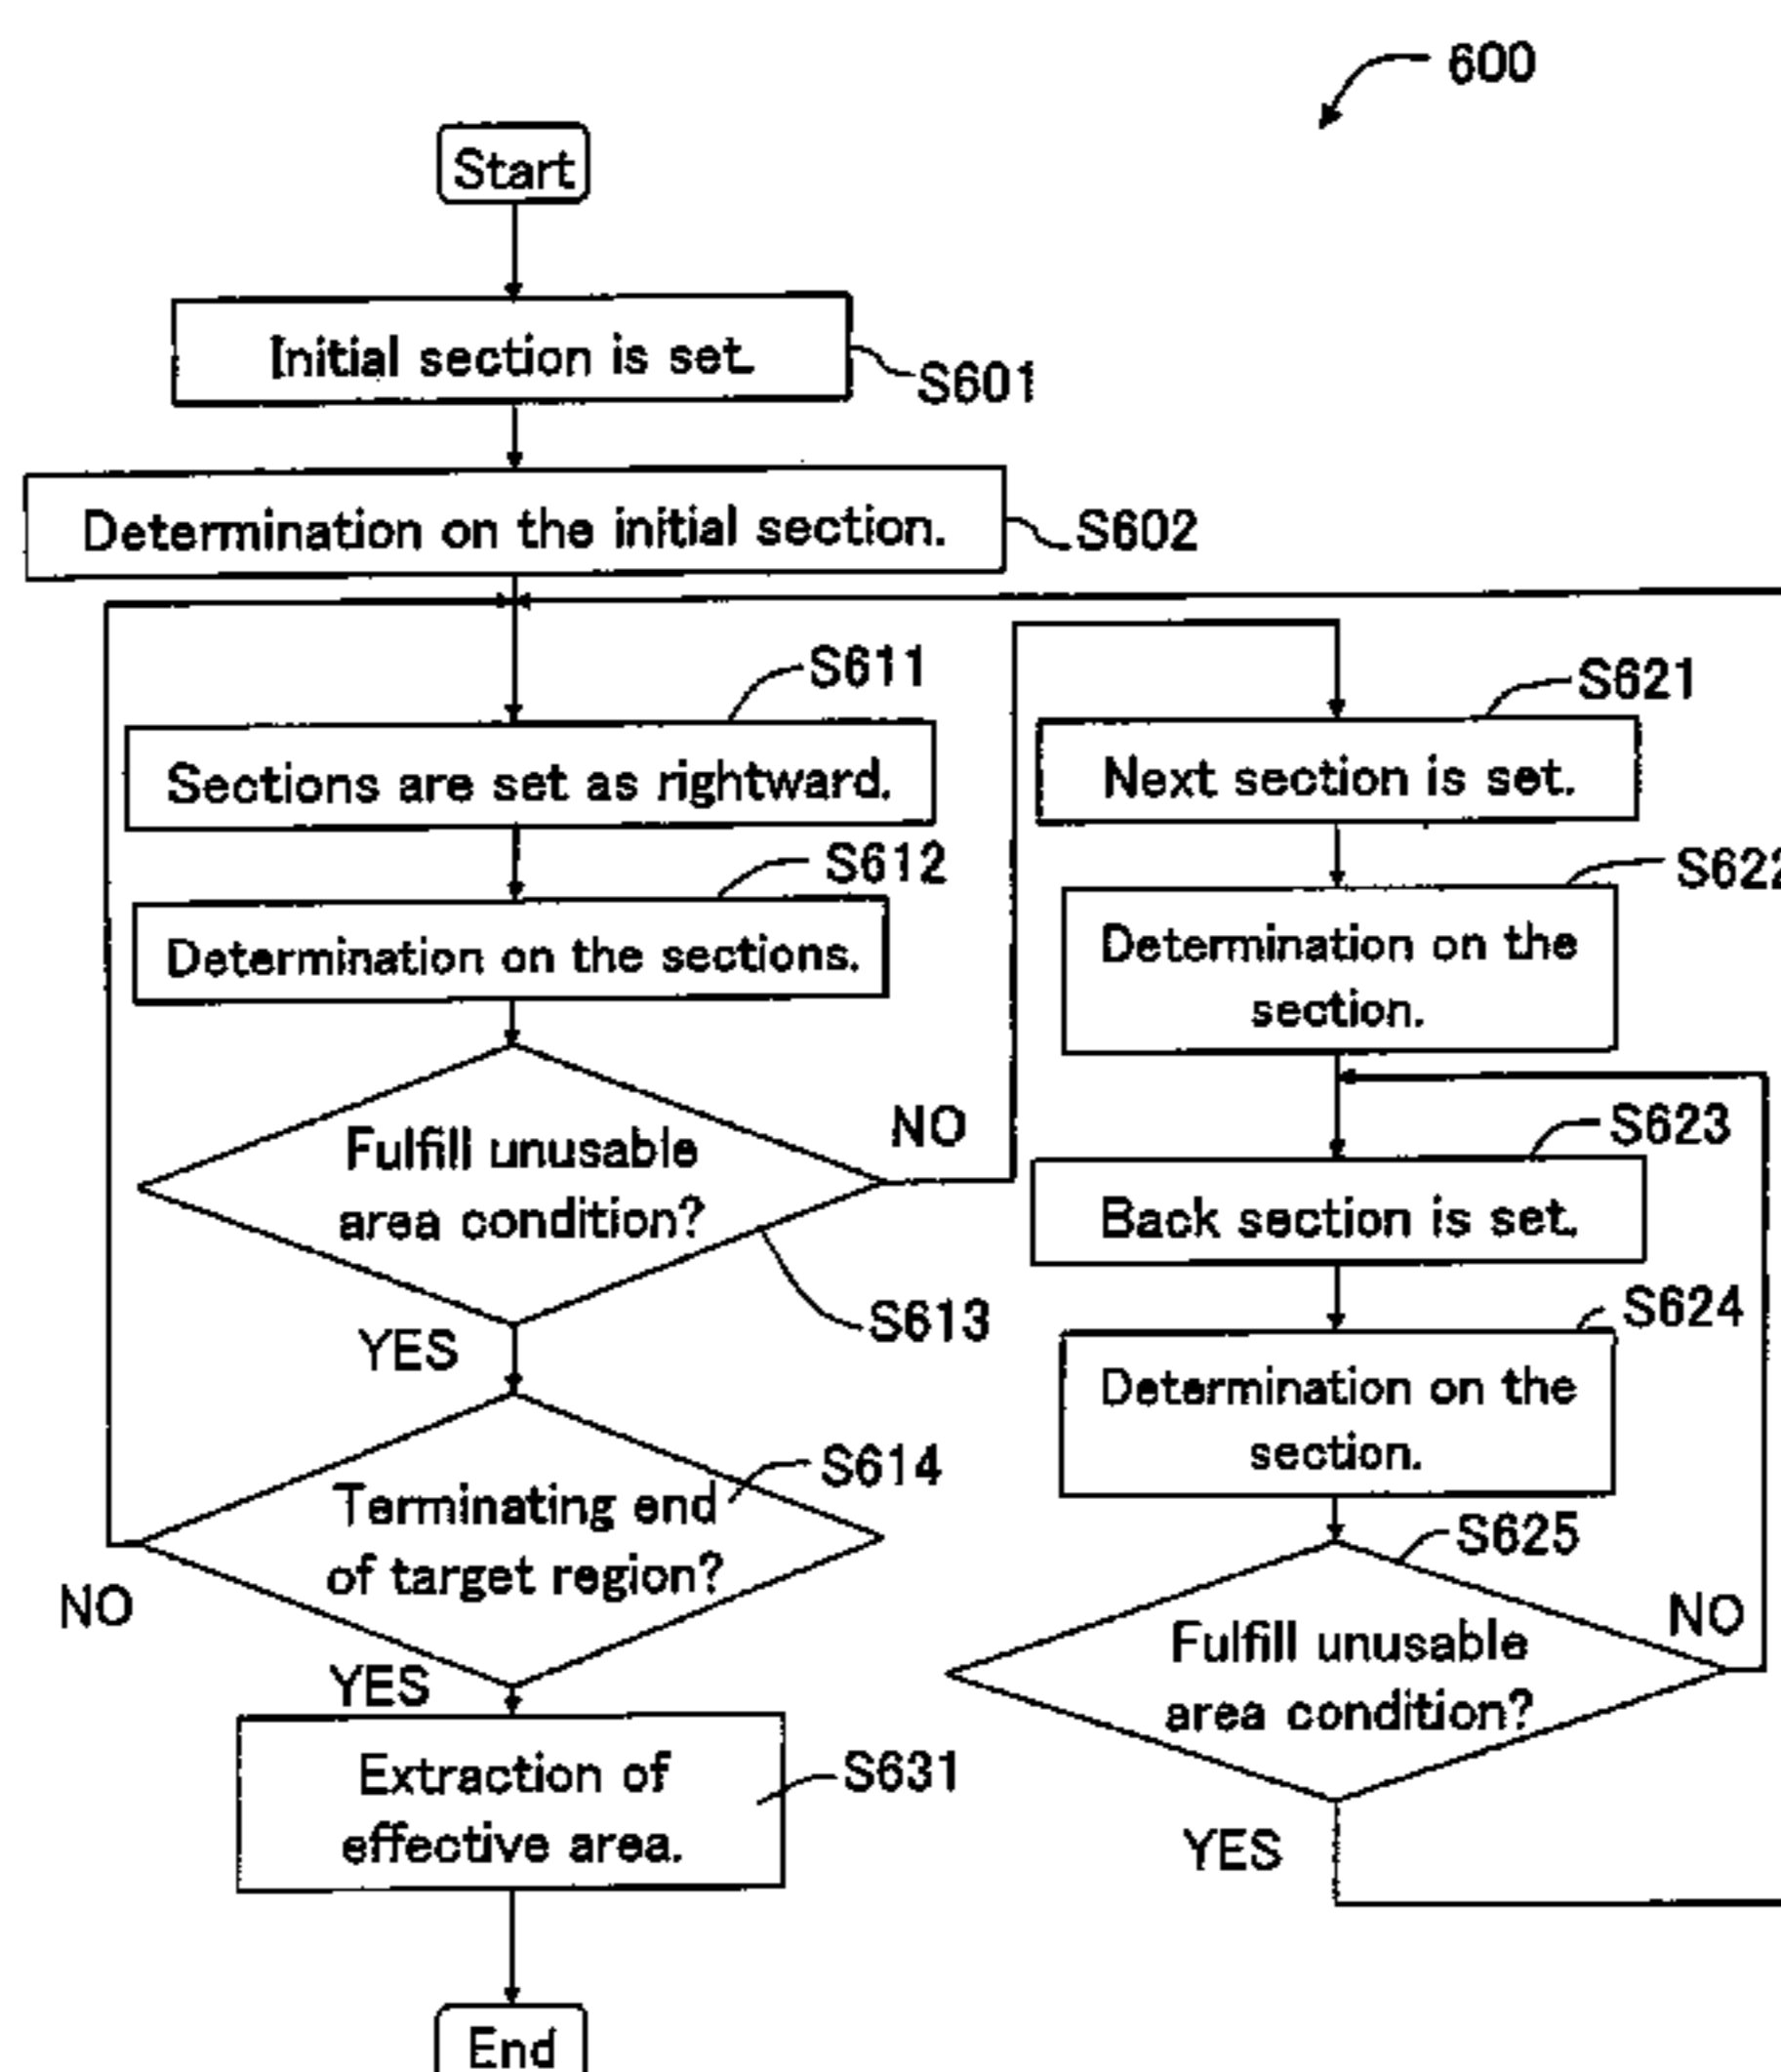 600
Start
Initial section is set.
S601
Determination on the initial section.
S602
S611
Sections are set as rightward.
S612
Determination on the sections.
Fulfill unusable
area condition?
NO
S613
YES
S614
Terminating end
of target region?
NO
YES
Extraction of
effective area.
S631
End
S621
Next section is set.
S622
Determination on the
section.
S623
Back section is set.
S624
Determination on the
section.
S625
Fulfill unusable
area condition?
NO
YES